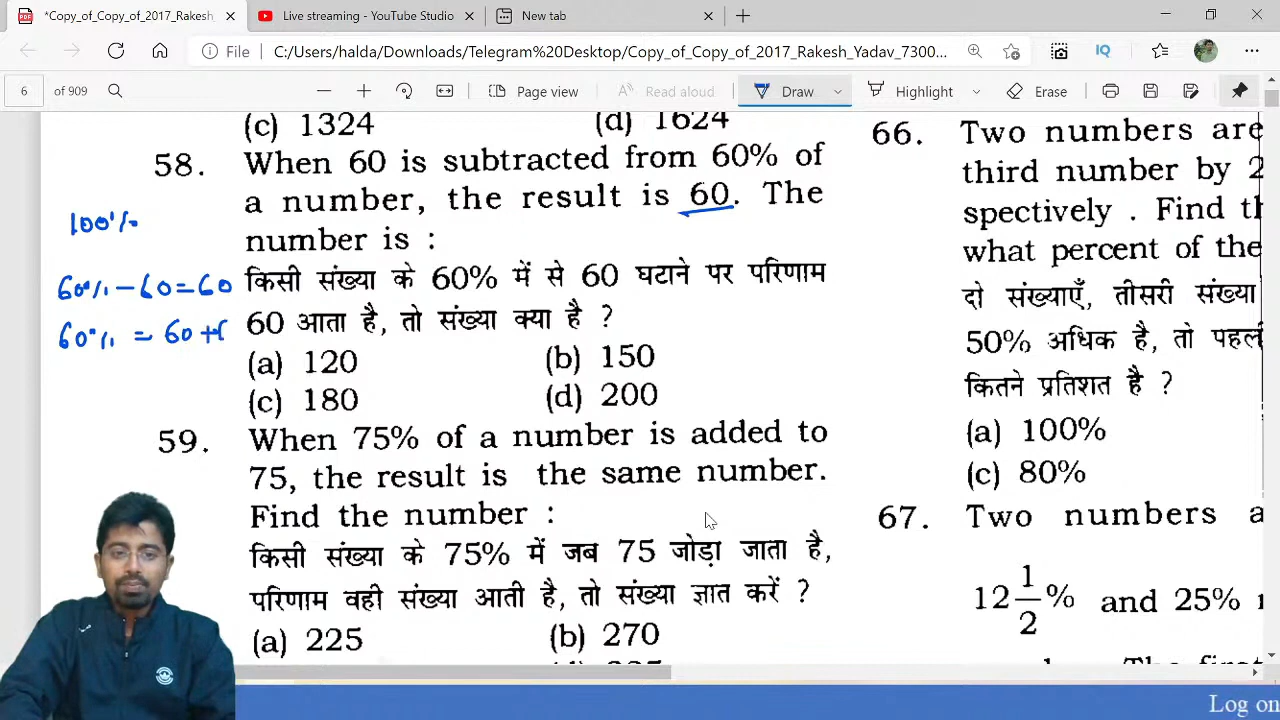 *Copy_of_Copy_of_2017_Rakesh_
Live streaming - YouTube Studio
New tab
File
C:/Users/halda/Downloads/Telegram%20Desktop/Copy_of_Copy_of_2017_Rakesh_Yadav_7300...
IQ
6
of 909
Page view
Read aloud
Draw
Highlight
Erase
(c) 1324
(d) 1624
58. When 60 is subtracted from 60% of
a number, the result is 60. The
number is :
किसी संख्या के 60% में से 60 घटाने पर परिणाम
60 आता है, तो संख्या क्या है ?
(a) 120
(b) 150
(c) 180
(d) 200
100%
60% - 60 = 60
60% = 60 +
59. When 75% of a number is added to
75, the result is the same number.
Find the number :
किसी संख्या के 75% में जब 75 जोड़ा जाता है,
परिणाम वही संख्या आती है, तो संख्या ज्ञात करें ?
(a) 225
(b) 270
66. Two numbers are
third number by 2
spectively . Find th
what percent of the
दो संख्याएँ, तीसरी संख्या
50% अधिक है, तो पहली
कितने प्रतिशत है ?
(a) 100%
(c) 80%
67. Two numbers a
12 1/2 % and 25%
Log on